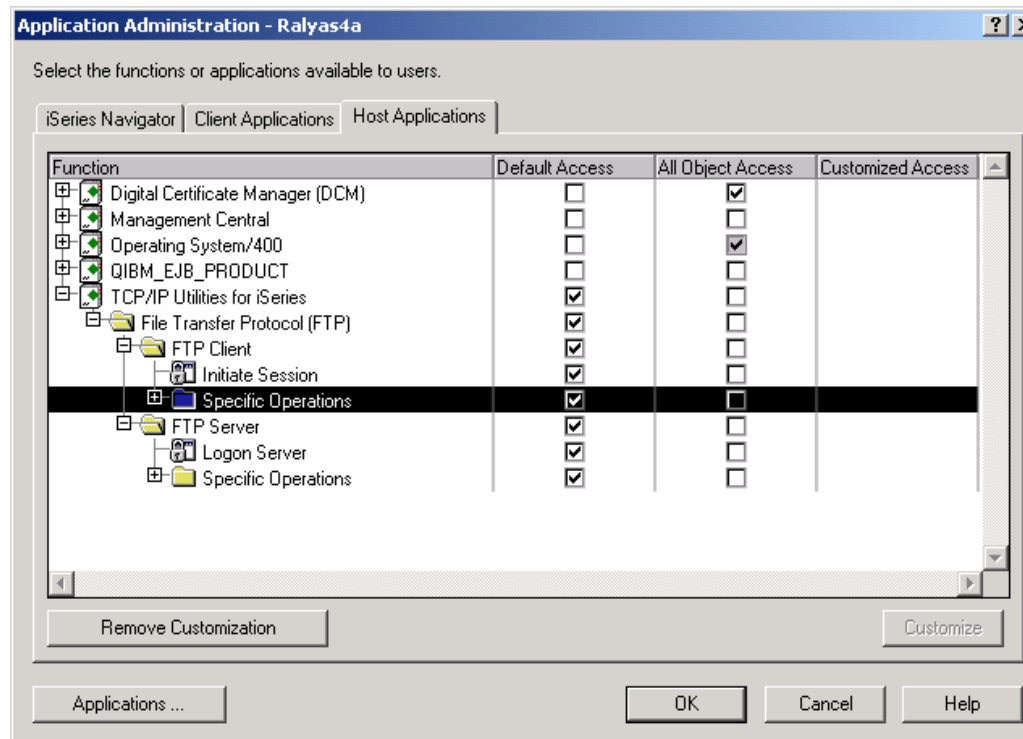 Application Administration - Ralyas4a
Select the functions or applications available to users.
iSeries Navigator Client Applications Host Applications
Function Default Access All Object Access Customized Access
Digital Certificate Manager (DCM)
Management Central
Operating System/400
QIBM_EJB_PRODUCT
TCP/IP Utilities for iSeries
File Transfer Protocol (FTP)
FTP Client
Initiate Session
Specific Operations
FTP Server
Logon Server
Specific Operations
Remove Customization Customize
Applications ... OK Cancel Help